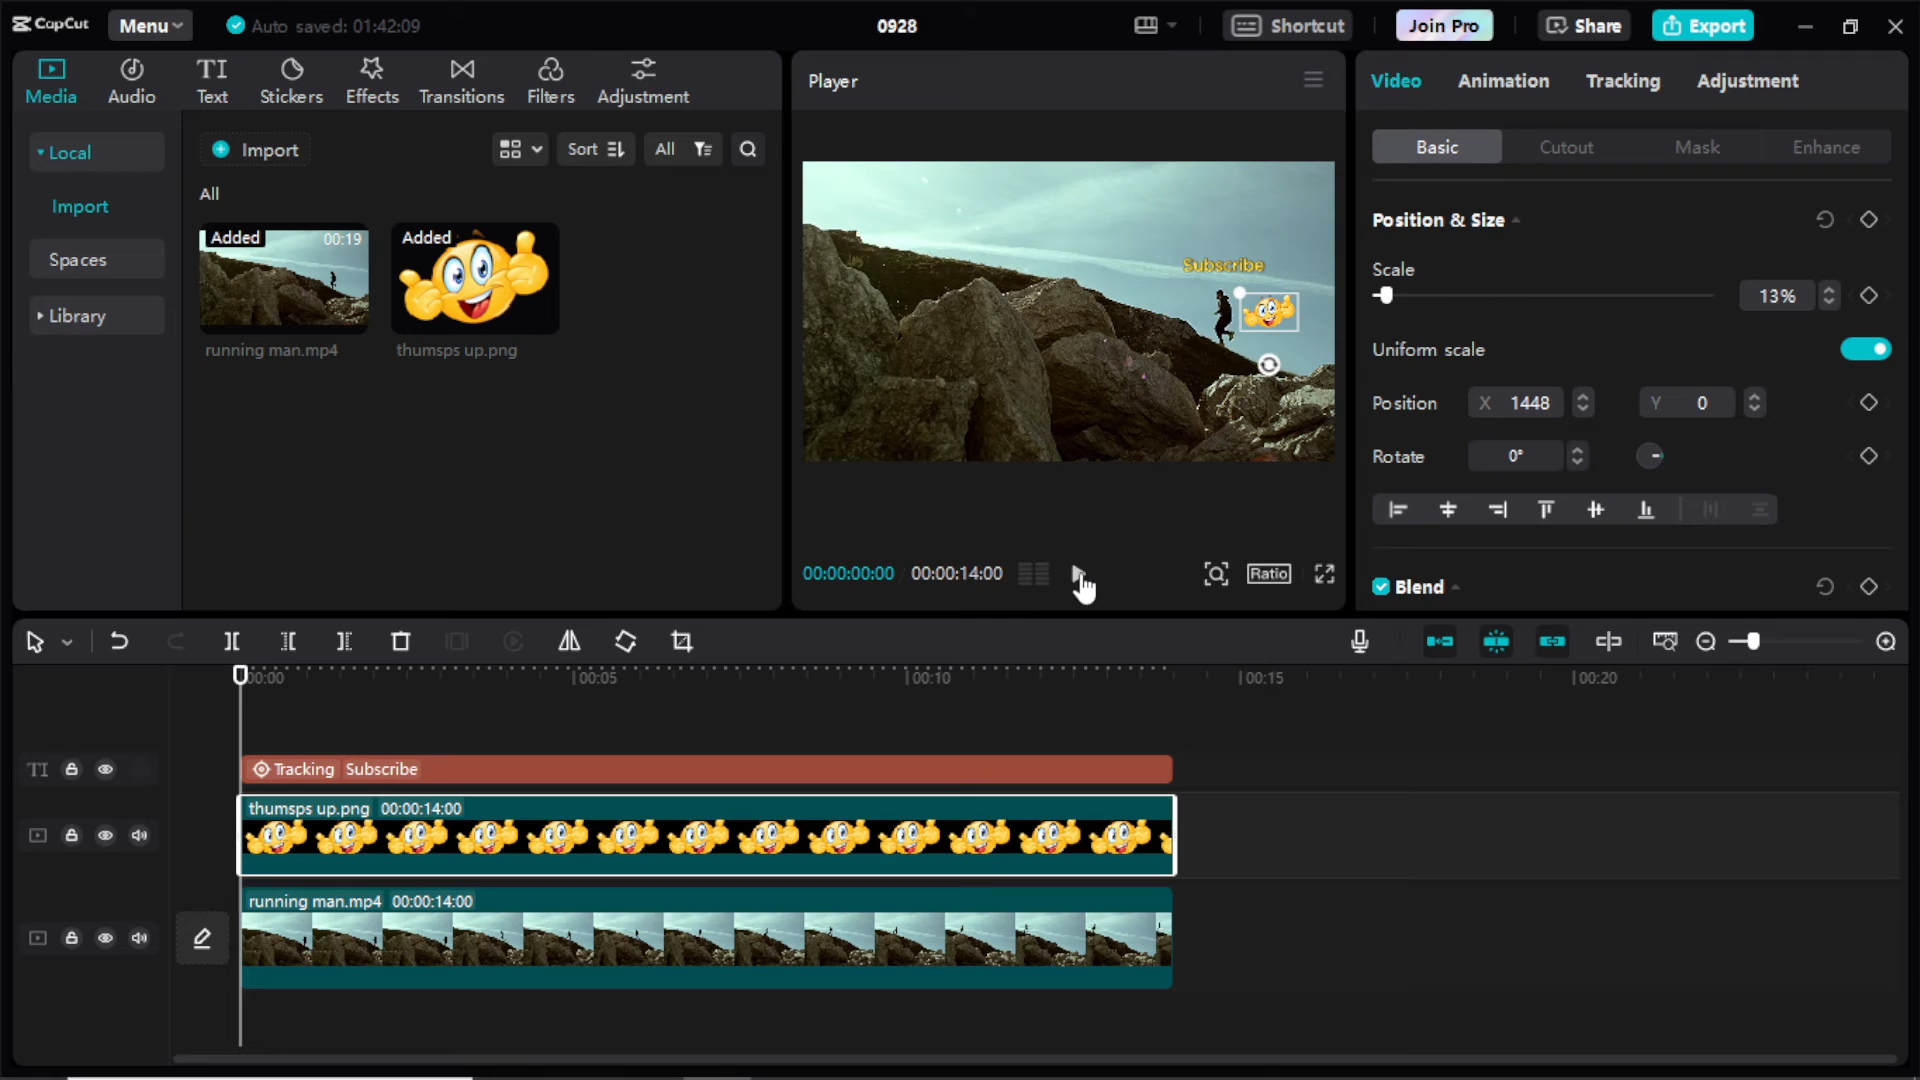 CapCut
Menu
Auto saved: 01:42:09
0928
Shortcut
Join Pro
Share
Export
Media
Audio
TI
Text
Stickers
Effects
Transitions
Filters
Adjustment
Player
Video
Animation
Tracking
Adjustment
Local
Import
Spaces
Library
Import
Sort
All
All
Added
00:19
running man.mp4
Added
thumsps up.png
Subscribe
00:00:00:00 / 00:00:14:00
Ratio
Basic
Cutout
Mask
Enhance
Position & Size
Scale
13%
Uniform scale
Position
X 1448
Y 0
Rotate
0°
Blend
00:00
00:05
00:10
00:15
00:20
TI
Tracking Subscribe
thumsps up.png 00:00:14:00
running man.mp4 00:00:14:00